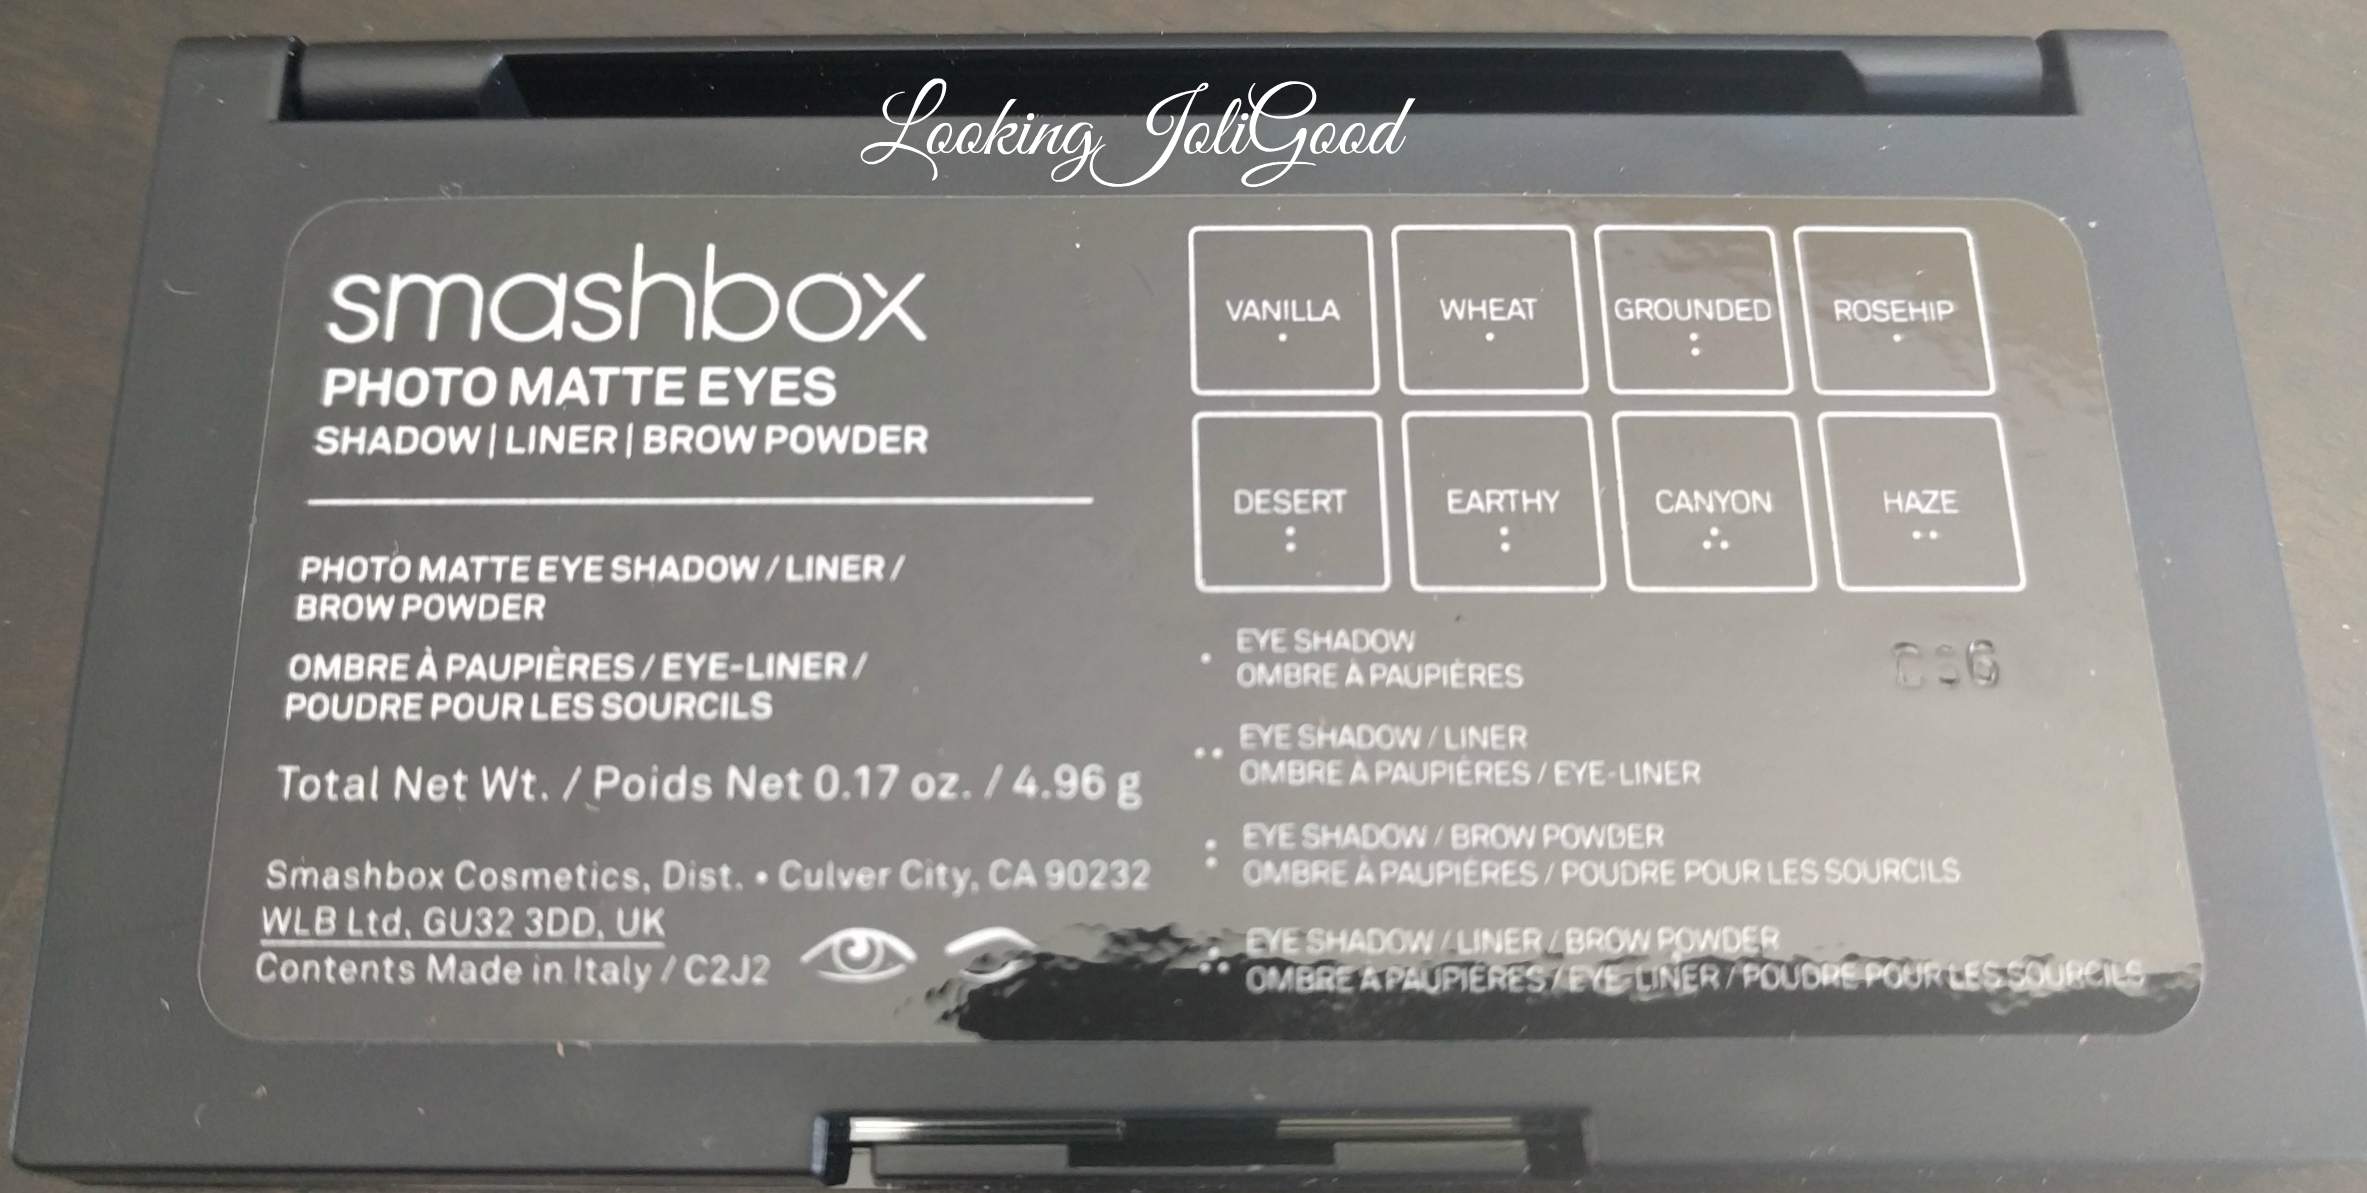 Looking JoliGood
smashbox
PHOTO MATTE EYES
SHADOW | LINER | BROW POWDER
PHOTO MATTE EYE SHADOW / LINER /
BROW POWDER
OMBRE À PAUPIÈRES / EYE-LINER /
POUDRE POUR LES SOURCILS
Total Net Wt. / Poids Net 0.17 oz. / 4.96 g
Smashbox Cosmetics, Dist. • Culver City, CA 90232
WLB Ltd, GU32 3DD, UK
Contents Made in Italy / C2J2
VANILLA
WHEAT
GROUNDED
ROSEHIP
DESERT
EARTHY
CANYON
HAZE
EYE SHADOW
OMBRE À PAUPIÈRES
EYE SHADOW / LINER
OMBRE À PAUPIÈRES / EYE-LINER
EYE SHADOW / BROW POWDER
OMBRE À PAUPIÈRES / POUDRE POUR LES SOURCILS
EYE SHADOW / LINER / BROW POWDER
OMBRE À PAUPIÈRES / EYE-LINER / POUDRE POUR LES SOURCILS